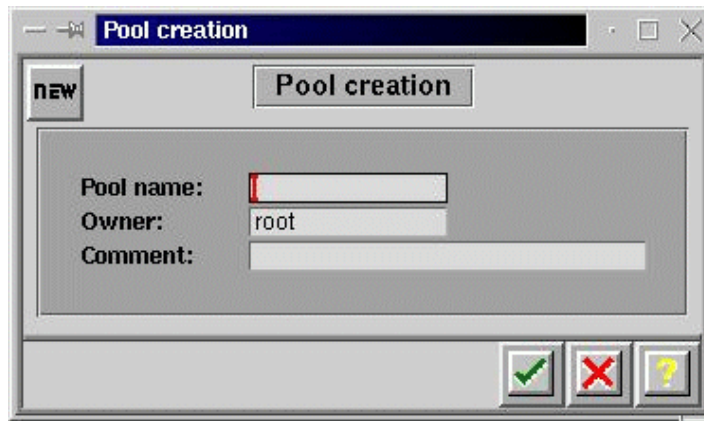 Pool creation
NEW
Pool creation
Pool name:
Owner: root
Comment:
?